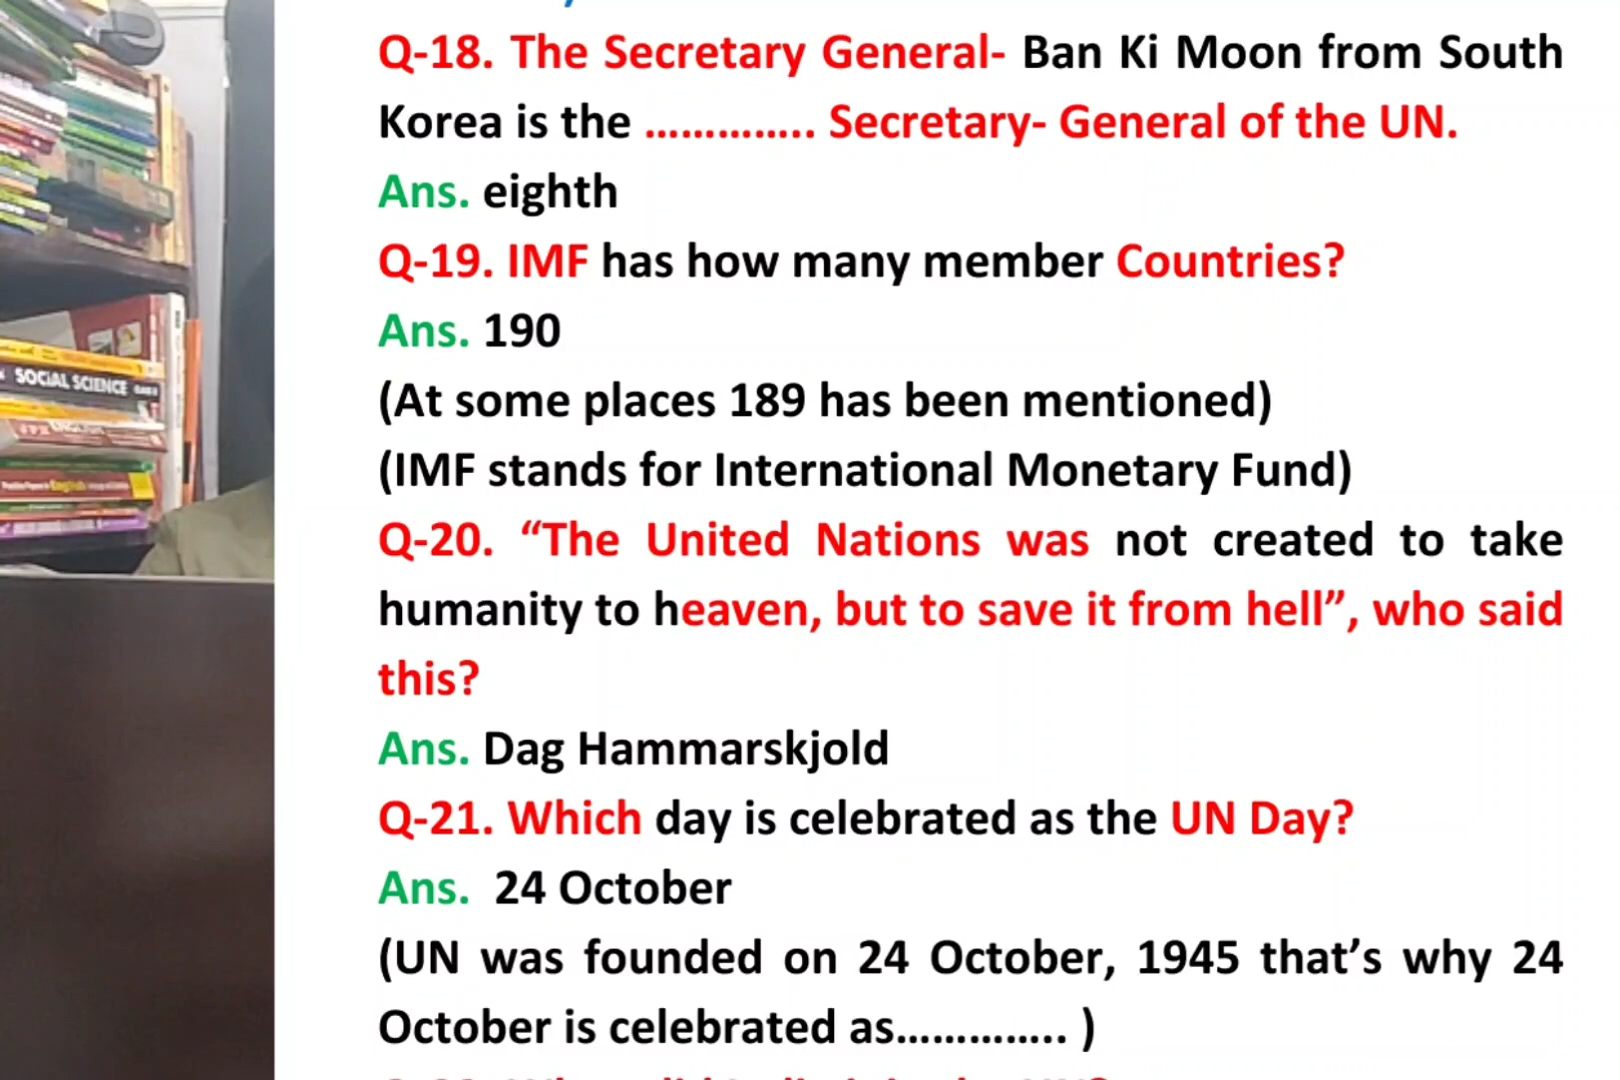 Q-18. The Secretary General- Ban Ki Moon from South
Korea is the .............. Secretary- General of the UN.
Ans. eighth
Q-19. IMF has how many member Countries?
Ans. 190
(At some places 189 has been mentioned)
(IMF stands for International Monetary Fund)
Q-20. “The United Nations was not created to take
humanity to heaven, but to save it from hell”, who said
this?
Ans. Dag Hammarskjold
Q-21. Which day is celebrated as the UN Day?
Ans. 24 October
(UN was founded on 24 October, 1945 that’s why 24
October is celebrated as.............. )
SOCIAL SCIENCE
English